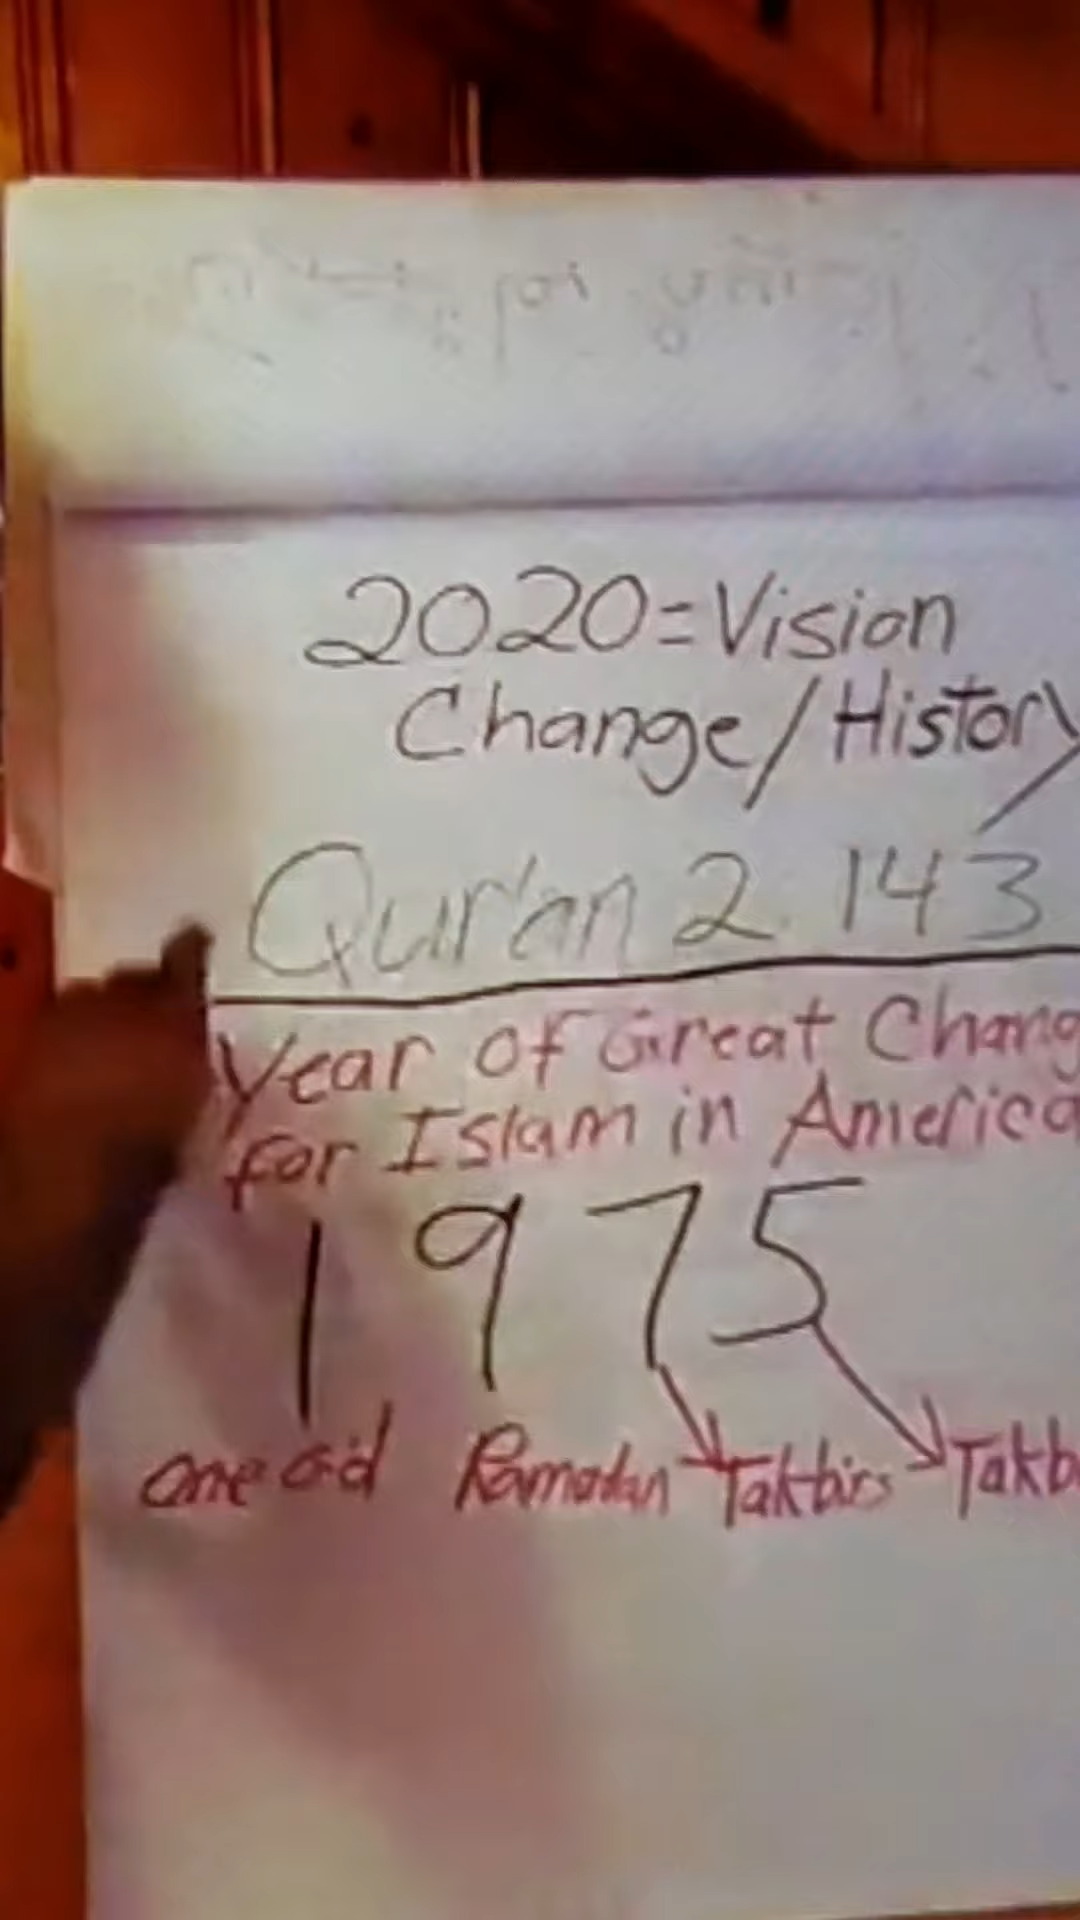 2020=Vision
Change/History
Qur'an 2 143
Year of Great Chang
for Islam in America
1975
one Ramadan Takbirs Takb